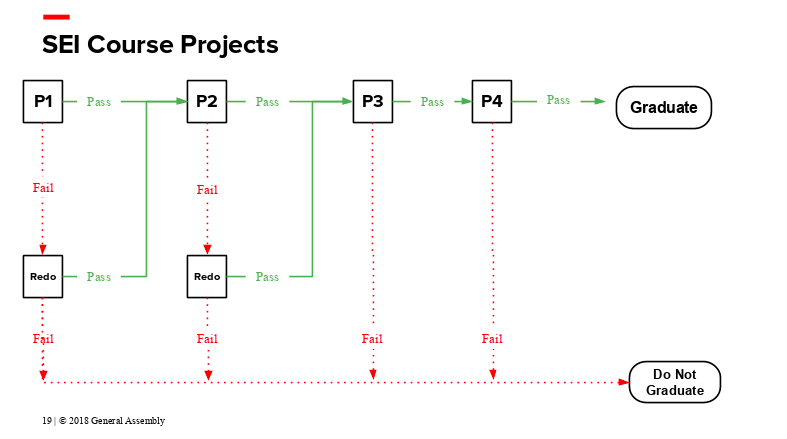 SEI Course Projects
P1 Pass P2 Pass P3 Pass P4 Pass Graduate
Fail Fail
Redo Pass Redo Pass
Fail Fail Fail Fail
Do Not
Graduate
19 | © 2018 General Assembly